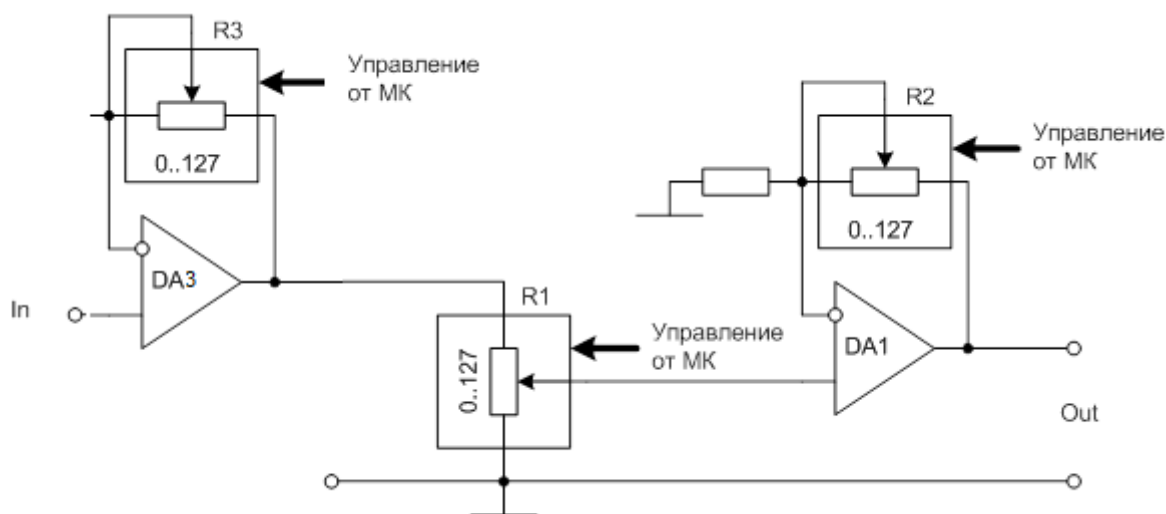 R3
Управление
от МК
0..127
DA3
In
R2
Управление
от МК
0..127
R1
Управление
от МК
0..127
DA1
Out